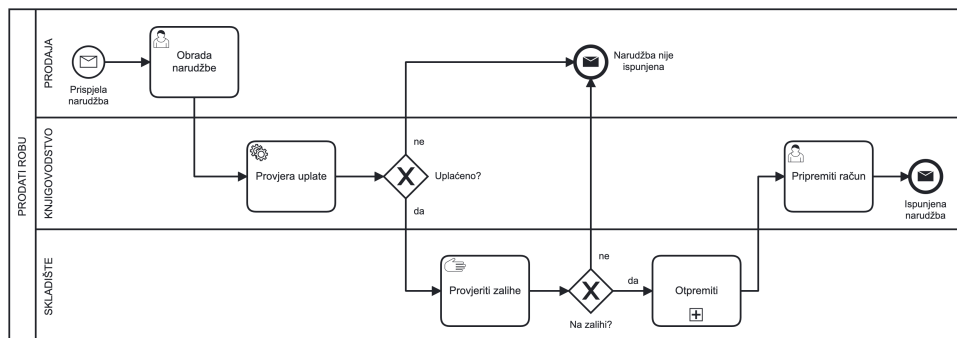 PRODATI ROBU
PRODAJA
Prispjela
narudžba
Obrada
narudžbe
Narudžba nije
ispunjena
KNJIGOVODSTVO
Provjera uplate
ne
Uplaćeno?
da
Pripremiti račun
Ispunjena
narudžba
SKLADIŠTE
Provjeriti zalihe
ne
da
Na zalihi?
Otpremiti